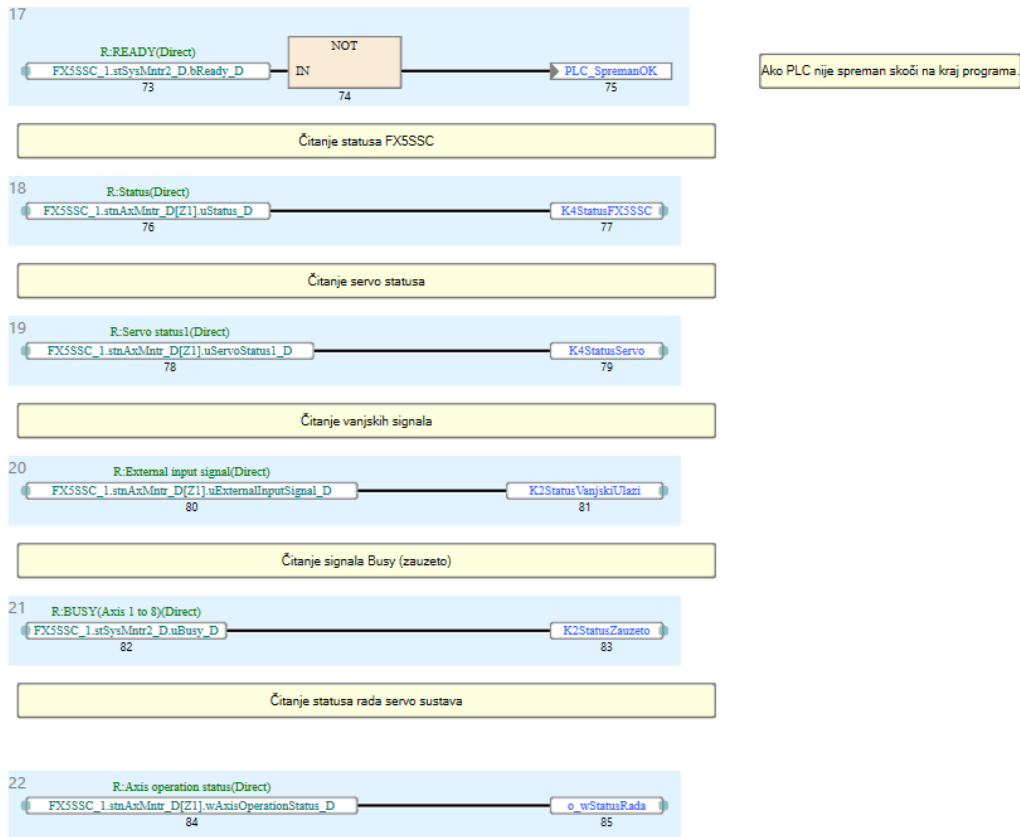 17
R:READY(Direct)
FX5SSC_1.stSysMntr2_D.bReady_D
73
NOT
IN
74
PLC_SpremanOK
75
Ako PLC nije spreman skoči na kraj programa.
Čitanje statusa FX5SSC
18
R:Status(Direct)
FX5SSC_1.stnAxMntr_D[Z1].uStatus_D
76
K4StatusFX5SSC
77
Čitanje servo statusa
19
R:Servo status1(Direct)
FX5SSC_1.stnAxMntr_D[Z1].uServoStatus1_D
78
K4StatusServo
79
Čitanje vanjskih signala
20
R:External input signal(Direct)
FX5SSC_1.stnAxMntr_D[Z1].uExternalInputSignal_D
80
K2StatusVanjskiUlazi
81
Čitanje signala Busy (zauzeto)
21
R:BUSY(Axis 1 to 8)(Direct)
FX5SSC_1.stSysMntr2_D.uBusy_D
82
K2StatusZauzeto
83
Čitanje statusa rada servo sustava
22
R:Axis operation status(Direct)
FX5SSC_1.stnAxMntr_D[Z1].wAxisOperationStatus_D
84
o_wStatusRada
85